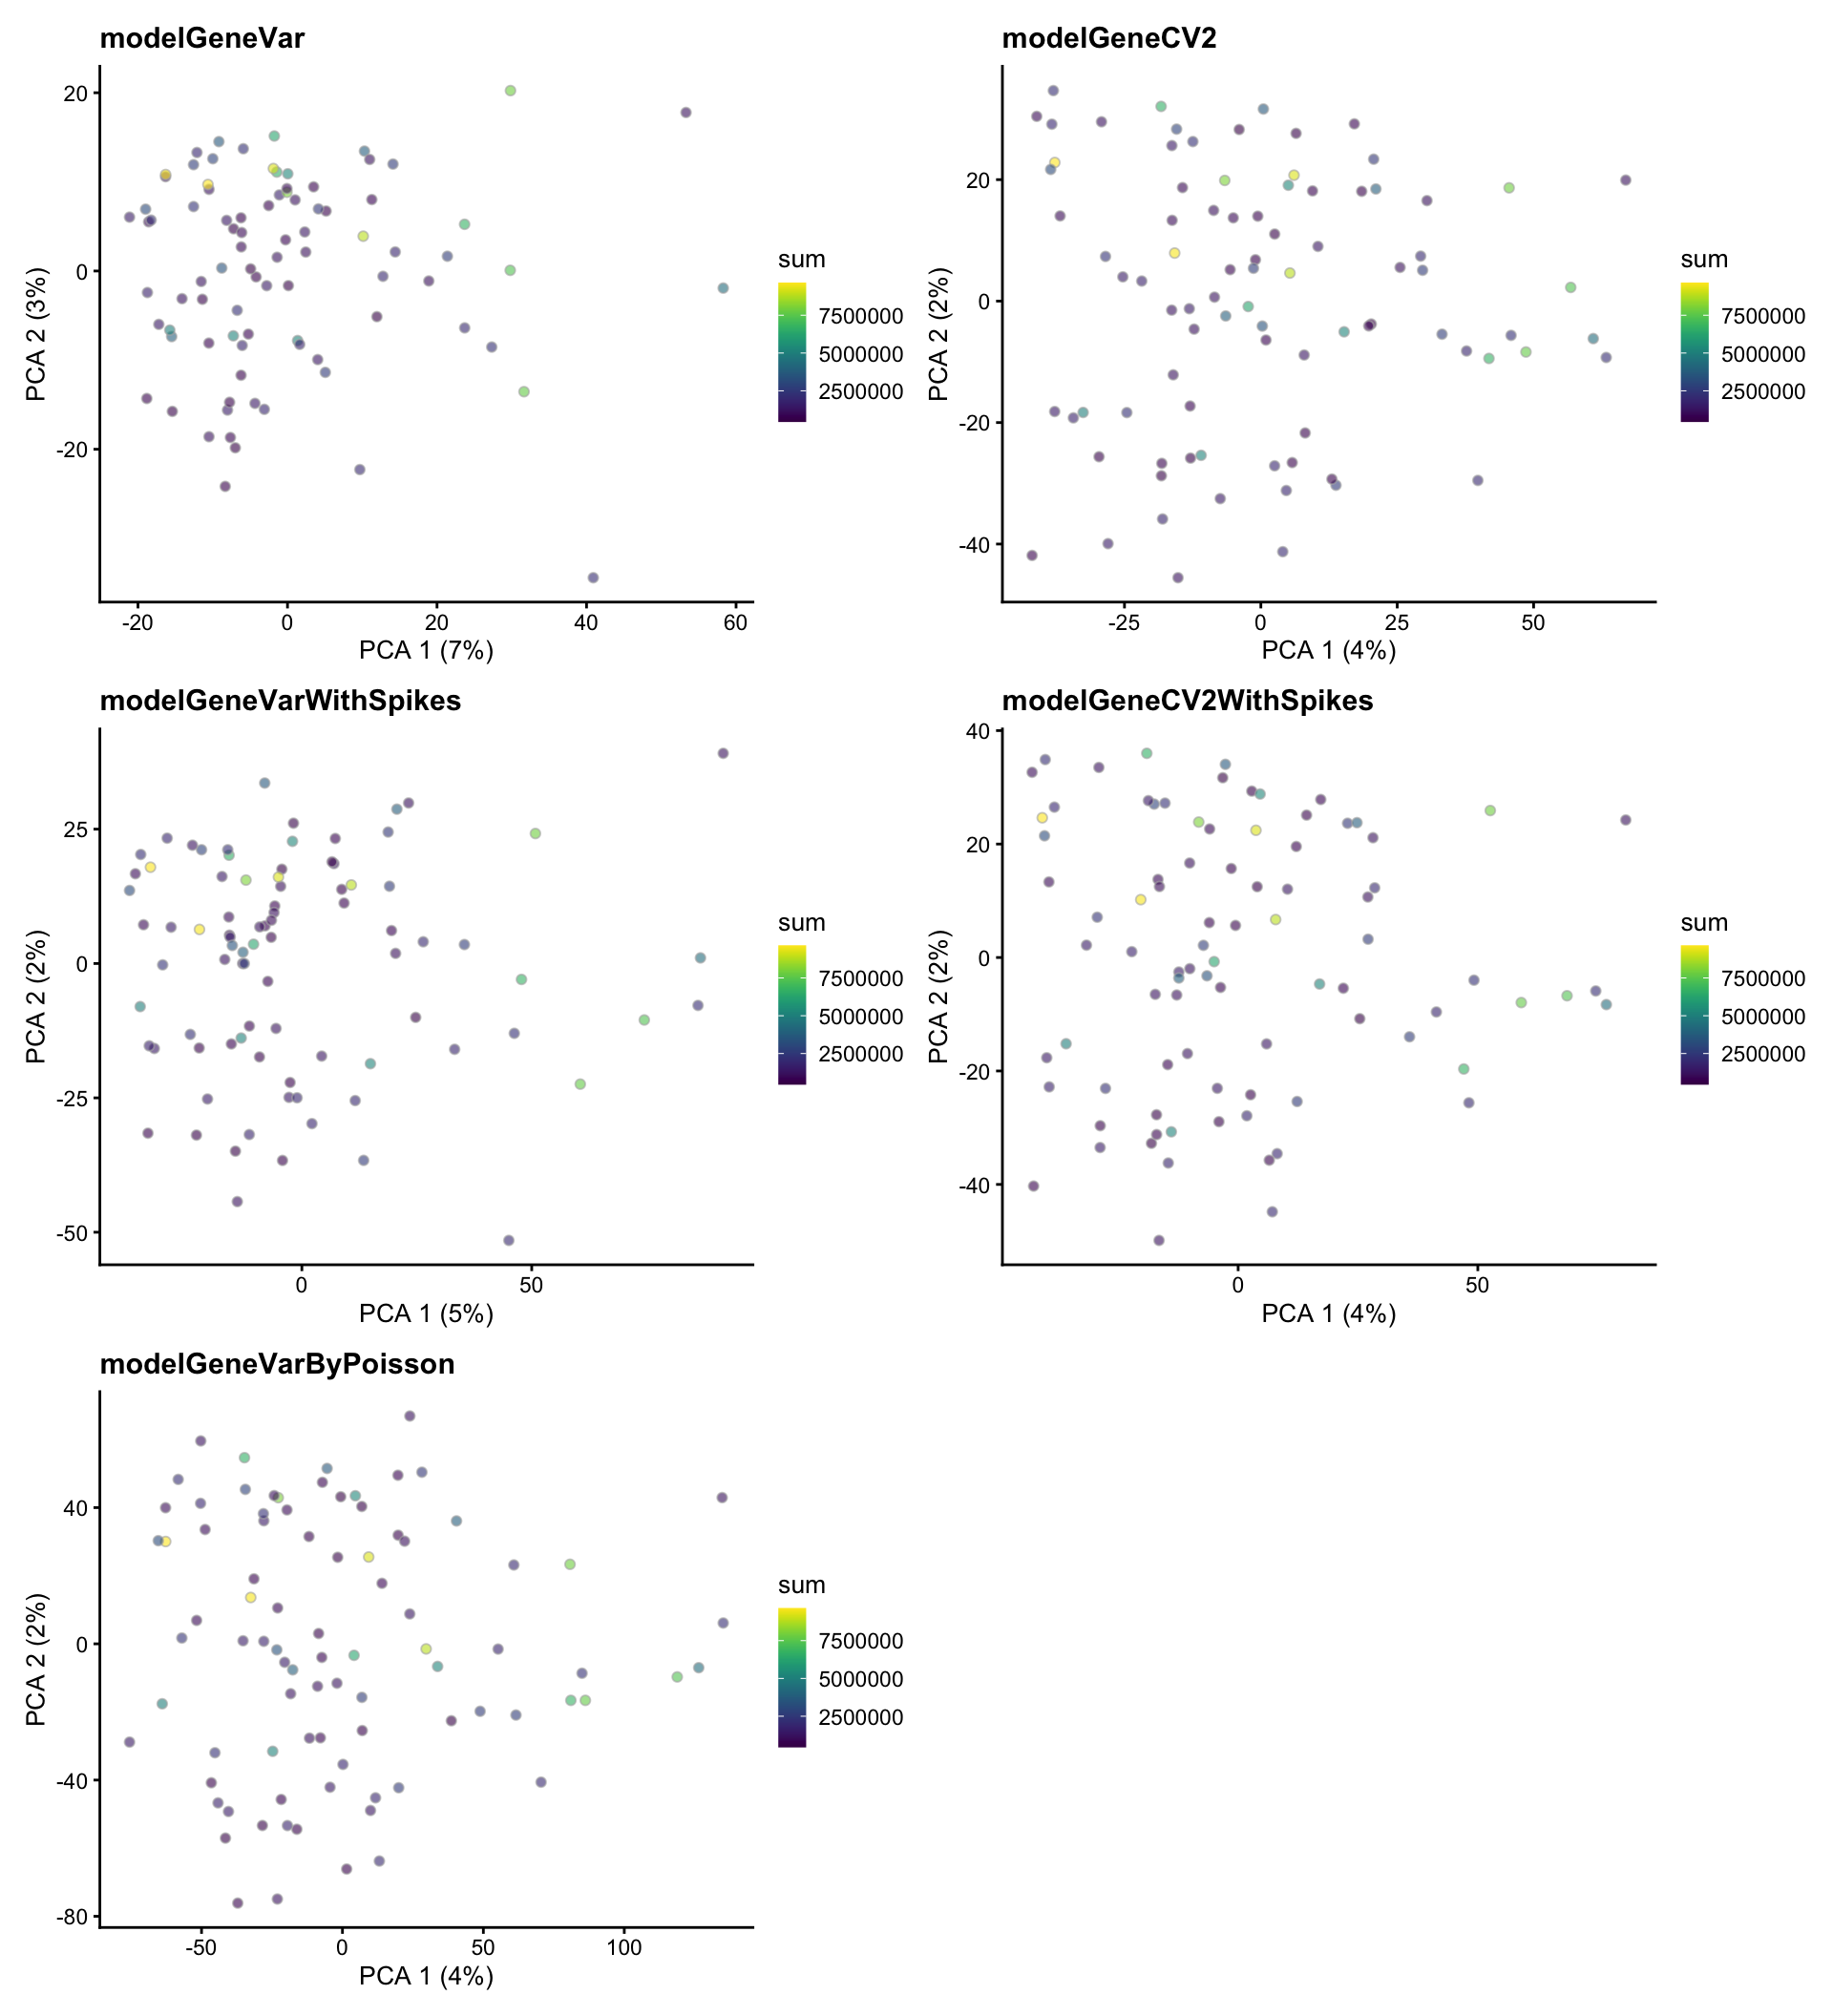 modelGeneVar
20
0
-20
PCA 2 (3%)
-20 0 20 40 60
PCA 1 (7%)
sum
7500000
5000000
2500000
modelGeneCV2
20
0
-20
-40
PCA 2 (2%)
-25 0 25 50
PCA 1 (4%)
sum
7500000
5000000
2500000
modelGeneVarWithSpikes
25
0
-25
-50
PCA 2 (2%)
0 50
PCA 1 (5%)
sum
7500000
5000000
2500000
modelGeneCV2WithSpikes
40
20
0
-20
-40
PCA 2 (2%)
0 50
PCA 1 (4%)
sum
7500000
5000000
2500000
modelGeneVarByPoisson
40
0
-40
-80
PCA 2 (2%)
-50 0 50 100
PCA 1 (4%)
sum
7500000
5000000
2500000